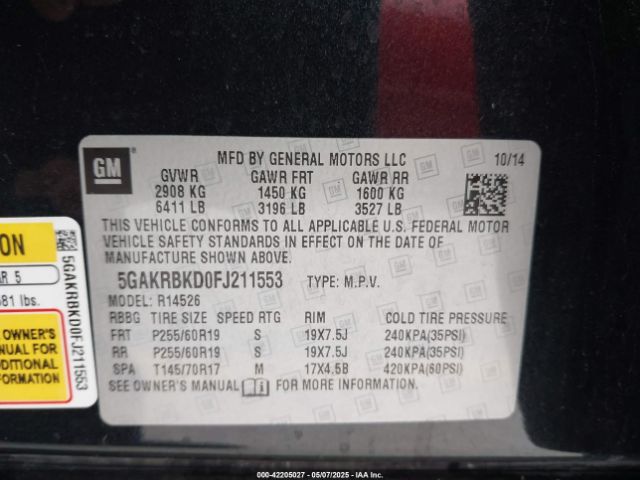 GM
MFD BY GENERAL MOTORS LLC 10/14
GVWR GAWR FRT GAWR RR
2908 KG 1450 KG 1600 KG
6411 LB 3196 LB 3527 LB
THIS VEHICLE CONFORMS TO ALL APPLICABLE U.S. FEDERAL MOTOR
VEHICLE SAFETY STANDARDS IN EFFECT ON THE DATE OF
MANUFACTURE SHOWN ABOVE.
5GAKRBKD0FJ211553 TYPE: M.P.V.
MODEL: R14526
RBBG TIRE SIZE SPEED RTG RIM COLD TIRE PRESSURE
FRT P255/60R19 S 19X7.5J 240KPA(35PSI)
RR P255/60R19 S 19X7.5J 240KPA(35PSI)
SPA T145/70R17 M 17X4.5B 420KPA(60PSI)
SEE OWNER'S MANUAL FOR MORE INFORMATION.
ION
AR 5
681 lbs.
OWNER'S
NUAL FOR
DDITIONAL
ORMATION
5GAKRBKD0FJ211553
000-42205027 - 05/07/2025 - IAA Inc.